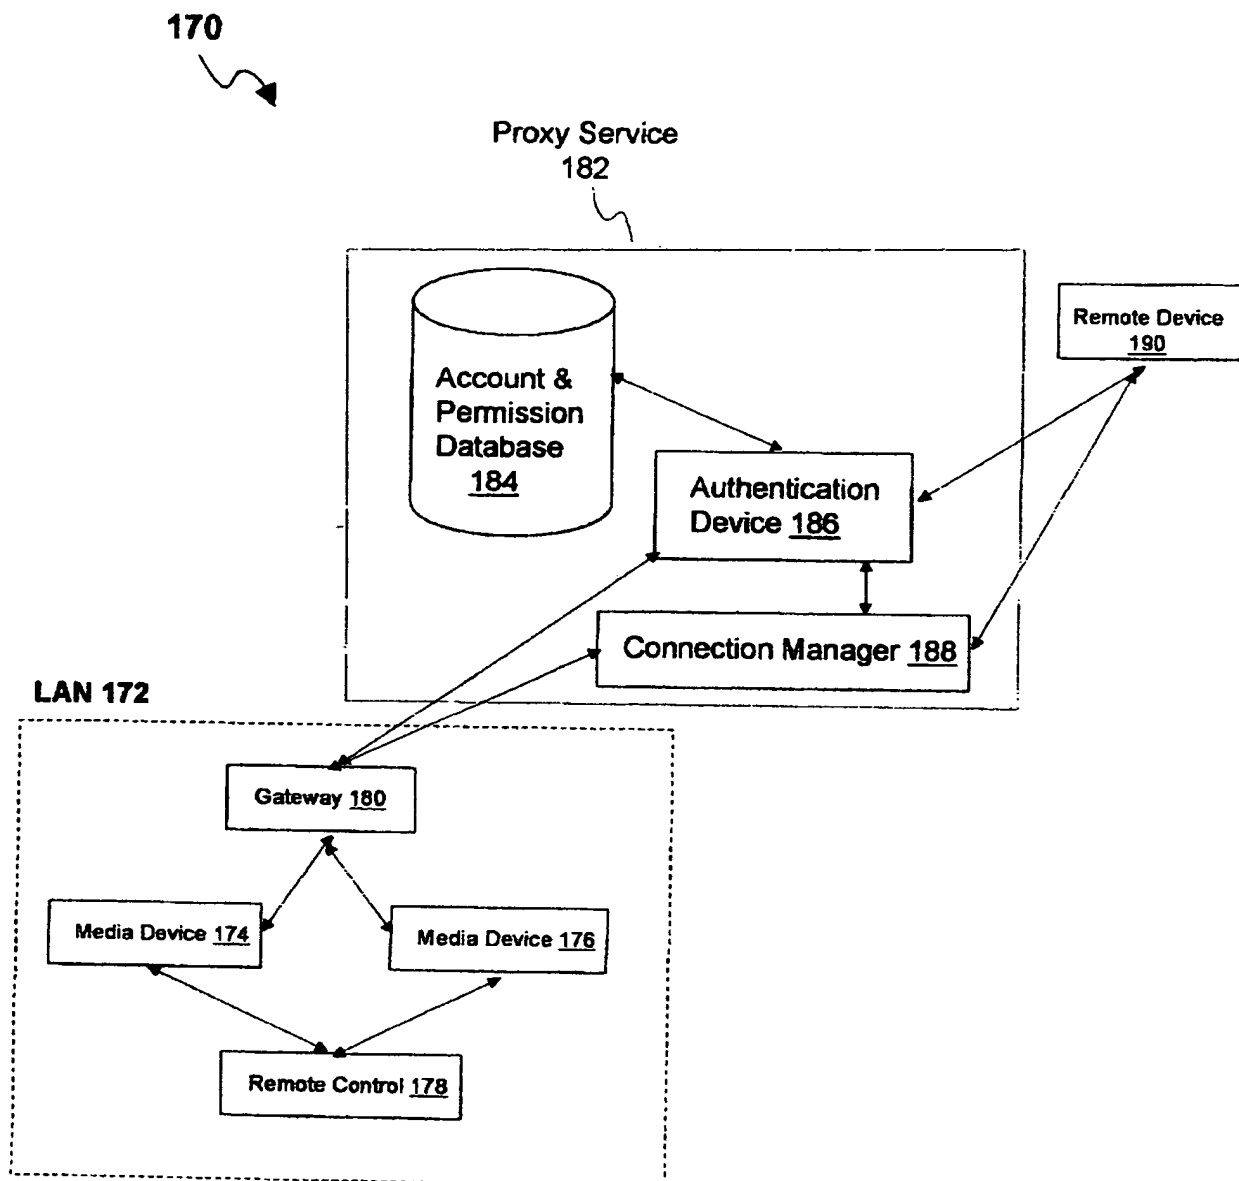 170
Proxy Service
182
Remote Device
190
Account &
Permission
Database
184
Authentication
Device 186
Connection Manager 188
LAN 172
Gateway 180
Media Device 174
Media Device 176
Remote Control 178